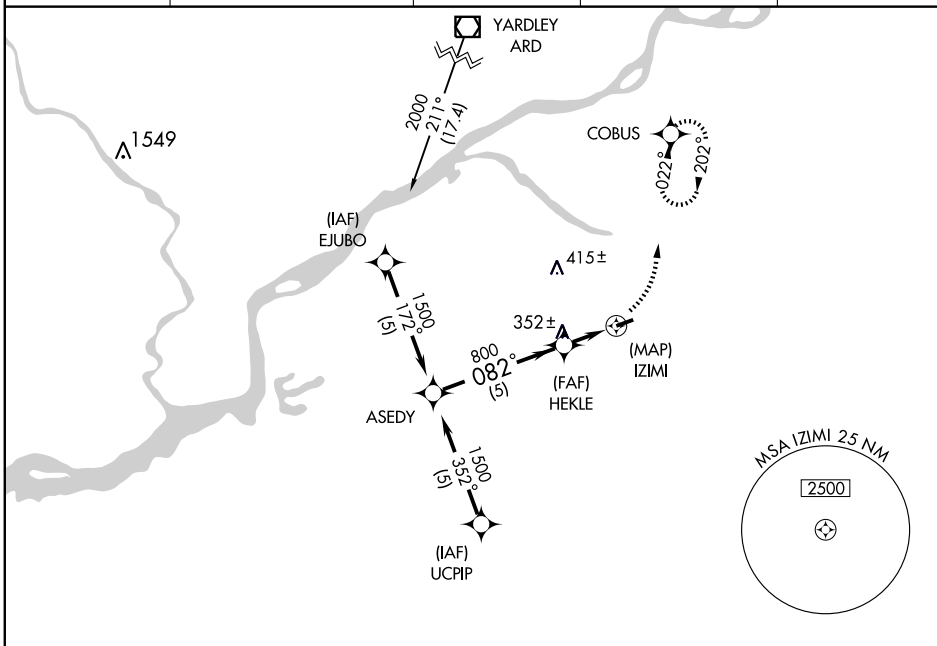 YARDLEY
ARD
2000
211°
(17.4)
1549
COBUS
022°
202°
(IAF)
EJUBO
415±
1500
172°
(5)
352±
(MAP)
IZIMI
800
082°
(5)
(FAF)
HEKLE
ASEDY
1500
352°
(5)
(IAF)
UCPIP
MSA IZIMI 25 NM
2500